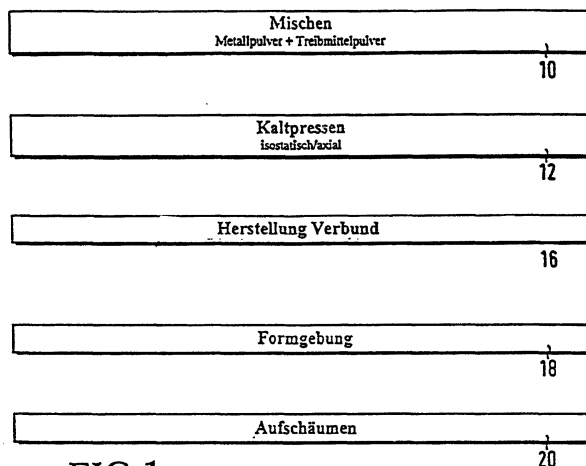 Mischen
Metallpulver + Treibmittelpulver
10
Kaltpressen
isostatisch/axial
12
Herstellung Verbund
16
Formgebung
18
Aufschäumen
20
FIG 1